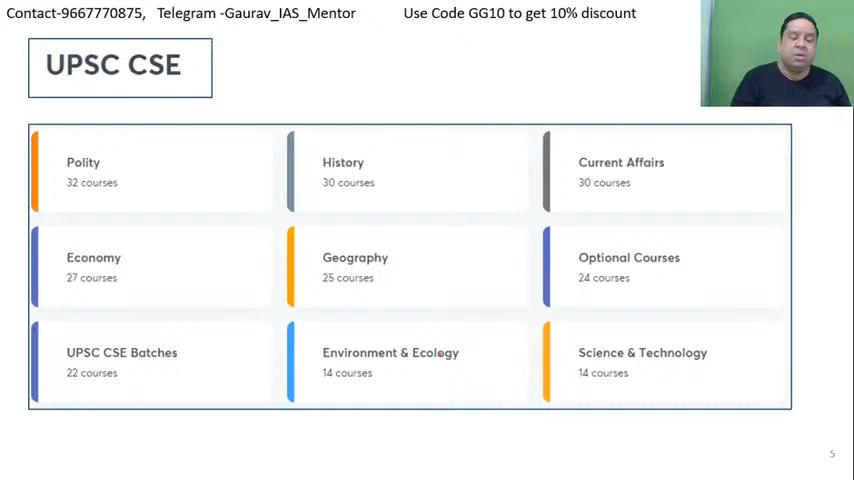 Contact-9667770875, Telegram -Gaurav_IAS_Mentor Use Code GG10 to get 10% discount
UPSC CSE
Polity
32 courses
History
30 courses
Current Affairs
30 courses
Economy
27 courses
Geography
25 courses
Optional Courses
24 courses
UPSC CSE Batches
22 courses
Environment & Ecology
14 courses
Science & Technology
14 courses
5